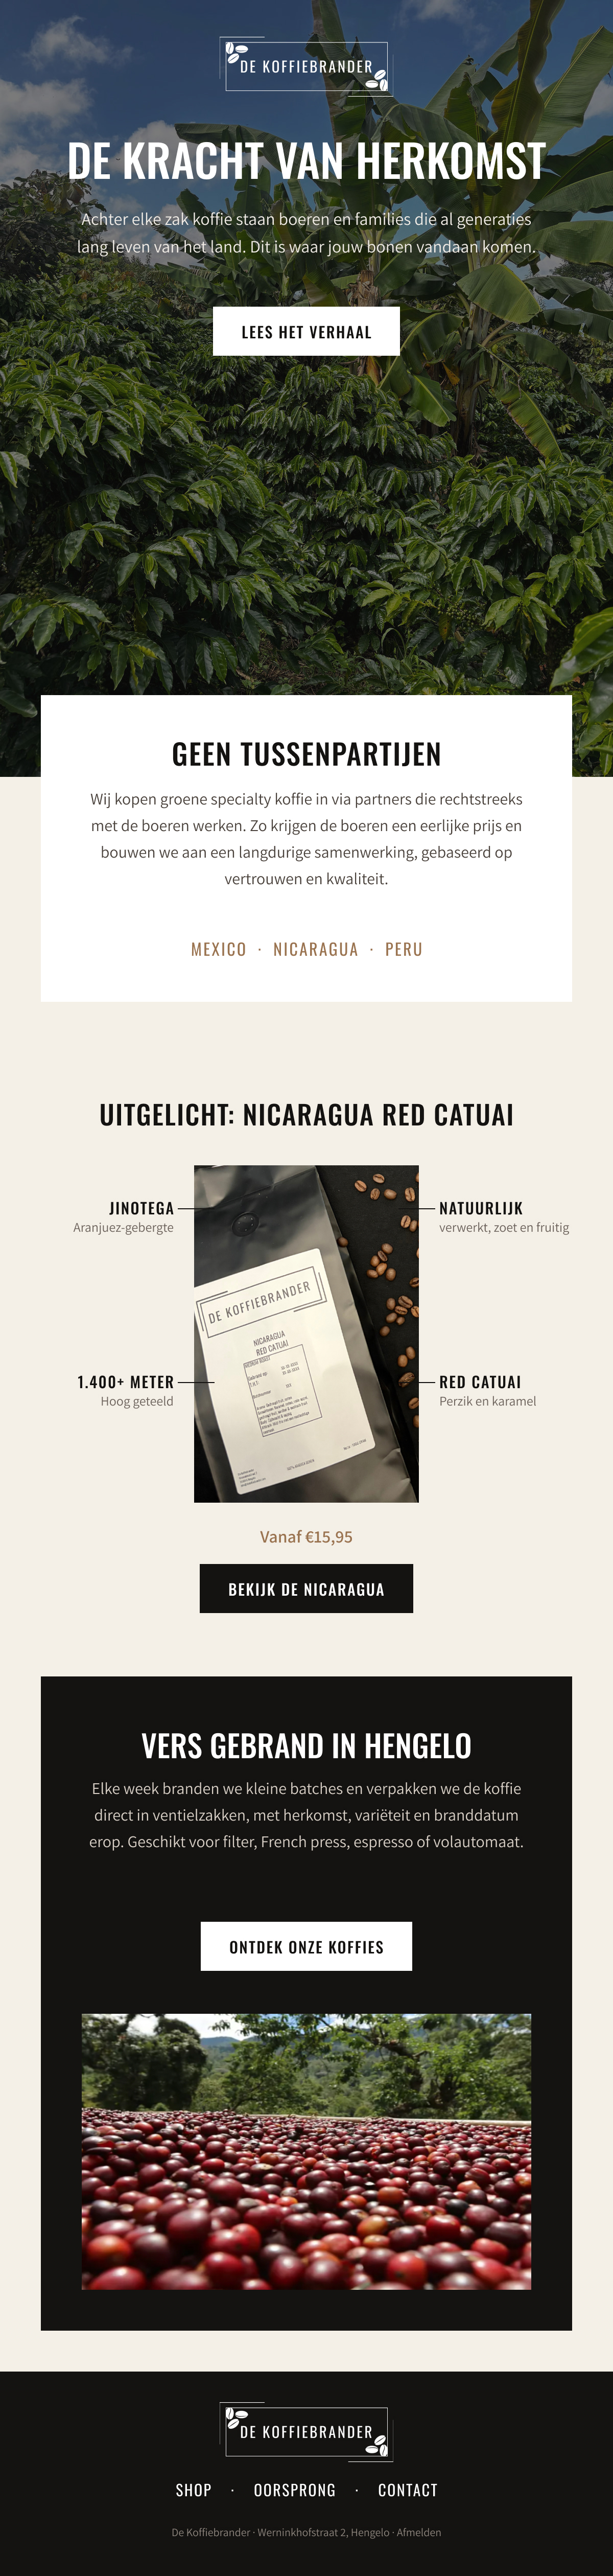 DE KOFFIEBRANDER
DE KRACHT VAN HERKOMST
Achter elke zak koffie staan boeren en families die al generaties
lang leven van het land. Dit is waar jouw bonen vandaan komen.
LEES HET VERHAAL
GEEN TUSSENPARTIJEN
Wij kopen groene specialty koffie in via partners die rechtstreeks
met de boeren werken. Zo krijgen de boeren een eerlijke prijs en
bouwen we aan een langdurige samenwerking, gebaseerd op
vertrouwen en kwaliteit.
MEXICO · NICARAGUA · PERU
UITGELICHT: NICARAGUA RED CATUAI
JINOTEGA
Aranjuez-gebergte
NATUURLIJK
verwerkt, zoet en fruitig
DE KOFFIEBRANDER
NICARAGUA
RED CATUAI
1.400+ METER
Hoog geteeld
RED CATUAI
Perzik en karamel
Vanaf €15,95
BEKIJK DE NICARAGUA
VERS GEBRAND IN HENGELO
Elke week branden we kleine batches en verpakken we de koffie
direct in ventielzakken, met herkomst, variëteit en branddatum
erop. Geschikt voor filter, French press, espresso of volautomaat.
ONTDEK ONZE KOFFIES
DE KOFFIEBRANDER
SHOP · OORSPRONG · CONTACT
De Koffiebrander · Werninkhofstraat 2, Hengelo · Afmelden